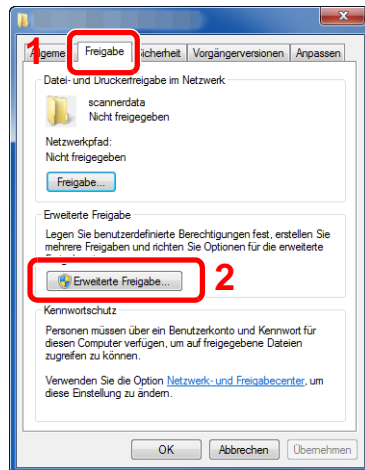 1 Freigabe Sicherheit Vorgängerversionen Anpassen
Datei- und Druckerfreigabe im Netzwerk
scannerdata
Nicht freigegeben
Netzwerkpfad:
Nicht freigegeben
Freigabe...
Erweiterte Freigabe
Legen Sie benutzerdefinierte Berechtigungen fest, erstellen Sie
mehrere Freigaben und richten Sie Optionen für die erweiterte
Erweiterte Freigabe... 2
Kennwortschutz
Personen müssen über ein Benutzerkonto und Kennwort für
diesen Computer verfügen, um auf freigegebene Dateien
zugreifen zu können.
Verwenden Sie die Option Netzwerk- und Freigabecenter, um
diese Einstellung zu ändern.
OK Abbrechen Übernehmen